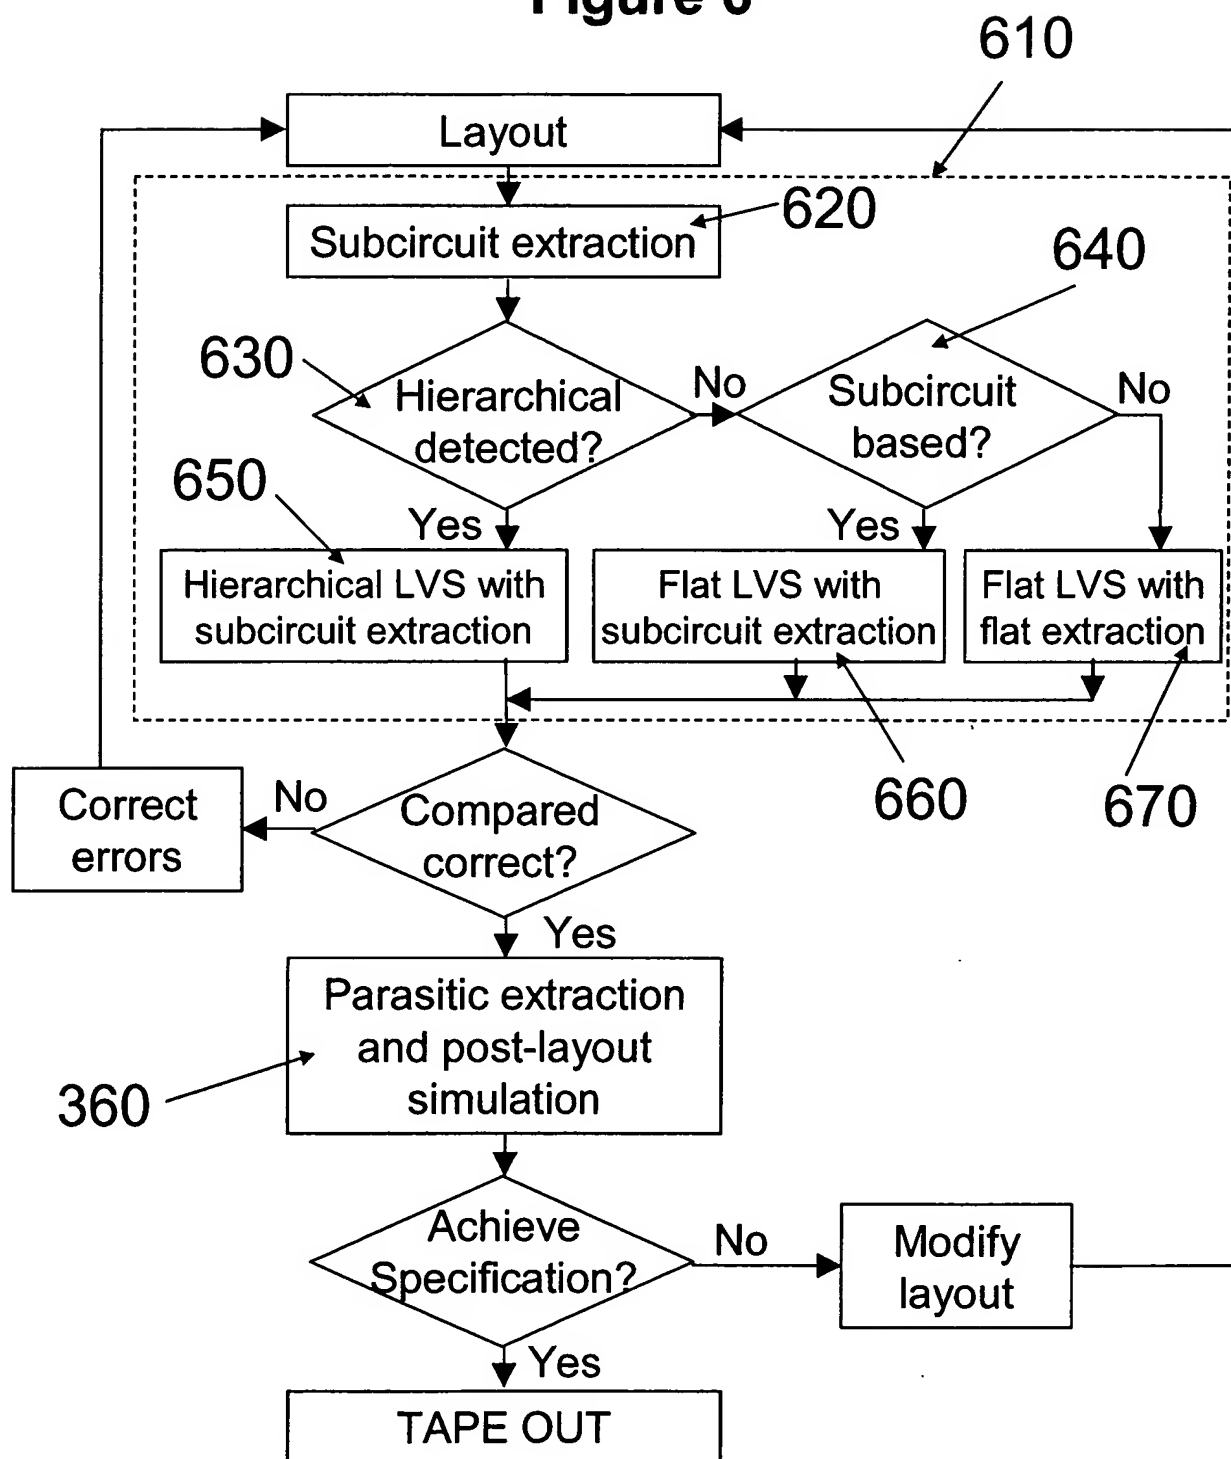 Figure 6
610
Layout
620
Subcircuit extraction
640
630
Hierarchical
detected?
No
Subcircuit
based?
No
650
Yes
Yes
Hierarchical LVS with
subcircuit extraction
Flat LVS with
subcircuit extraction
Flat LVS with
flat extraction
660
670
Correct
errors
No
Compared
correct?
Yes
Parasitic extraction
and post-layout
simulation
360
Achieve
Specification?
No
Modify
layout
Yes
TAPE OUT